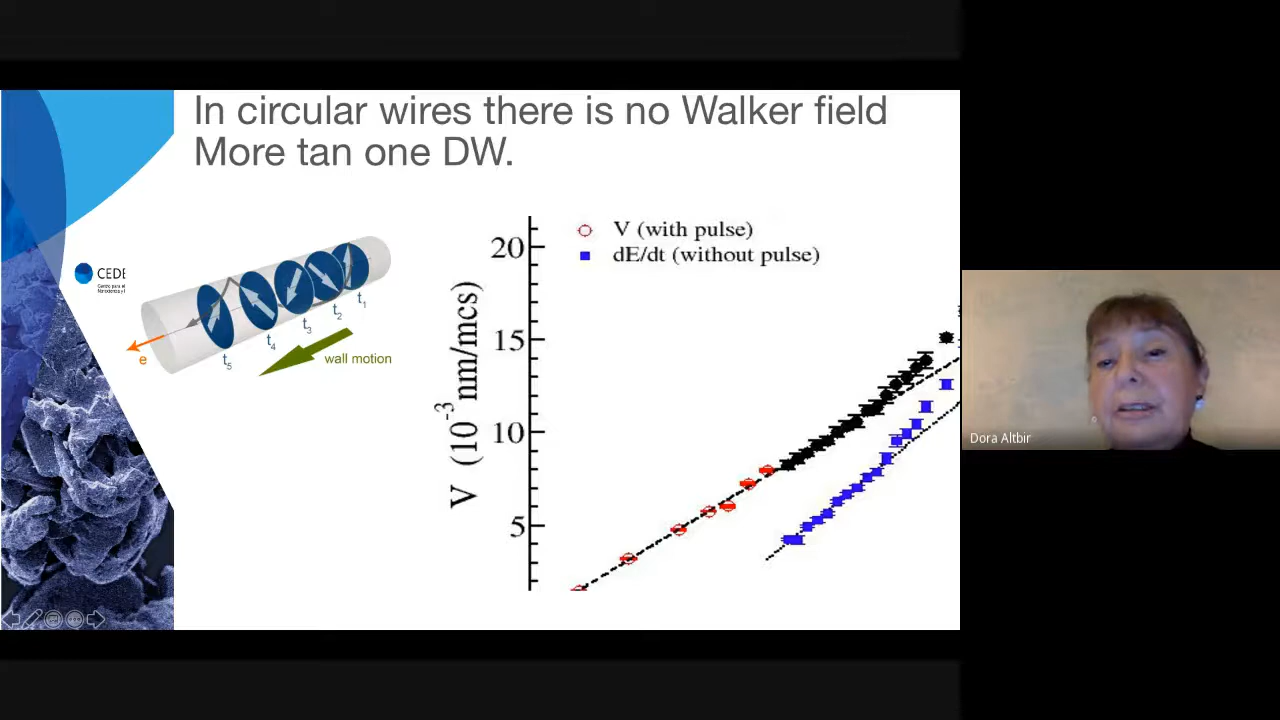 In circular wires there is no Walker field
More tan one DW.
CEDE
t1
t2
t3
t4
t5
e
wall motion
V (with pulse)
dE/dt (without pulse)
V (10⁻³ nm/mcs)
20
15
10
5
Dora Altbir